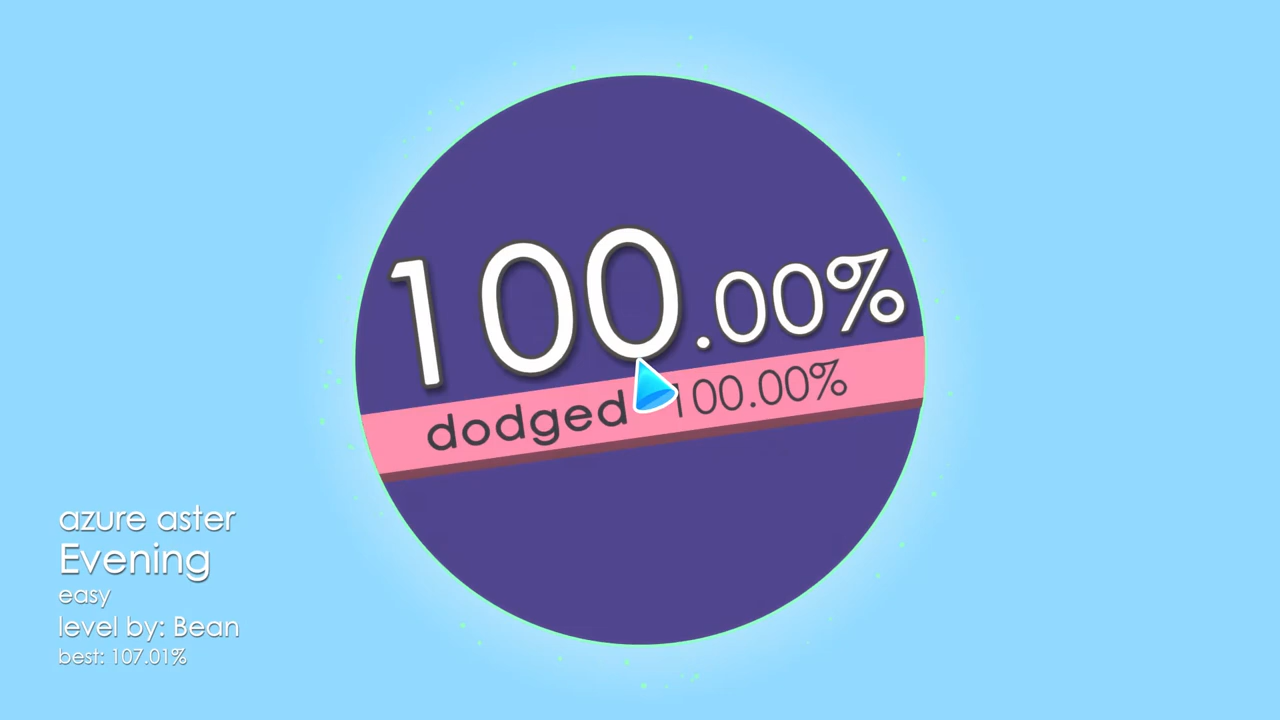 100.00%
dodged 100.00%
azure aster
Evening
easy
level by: Bean
best: 107.01%